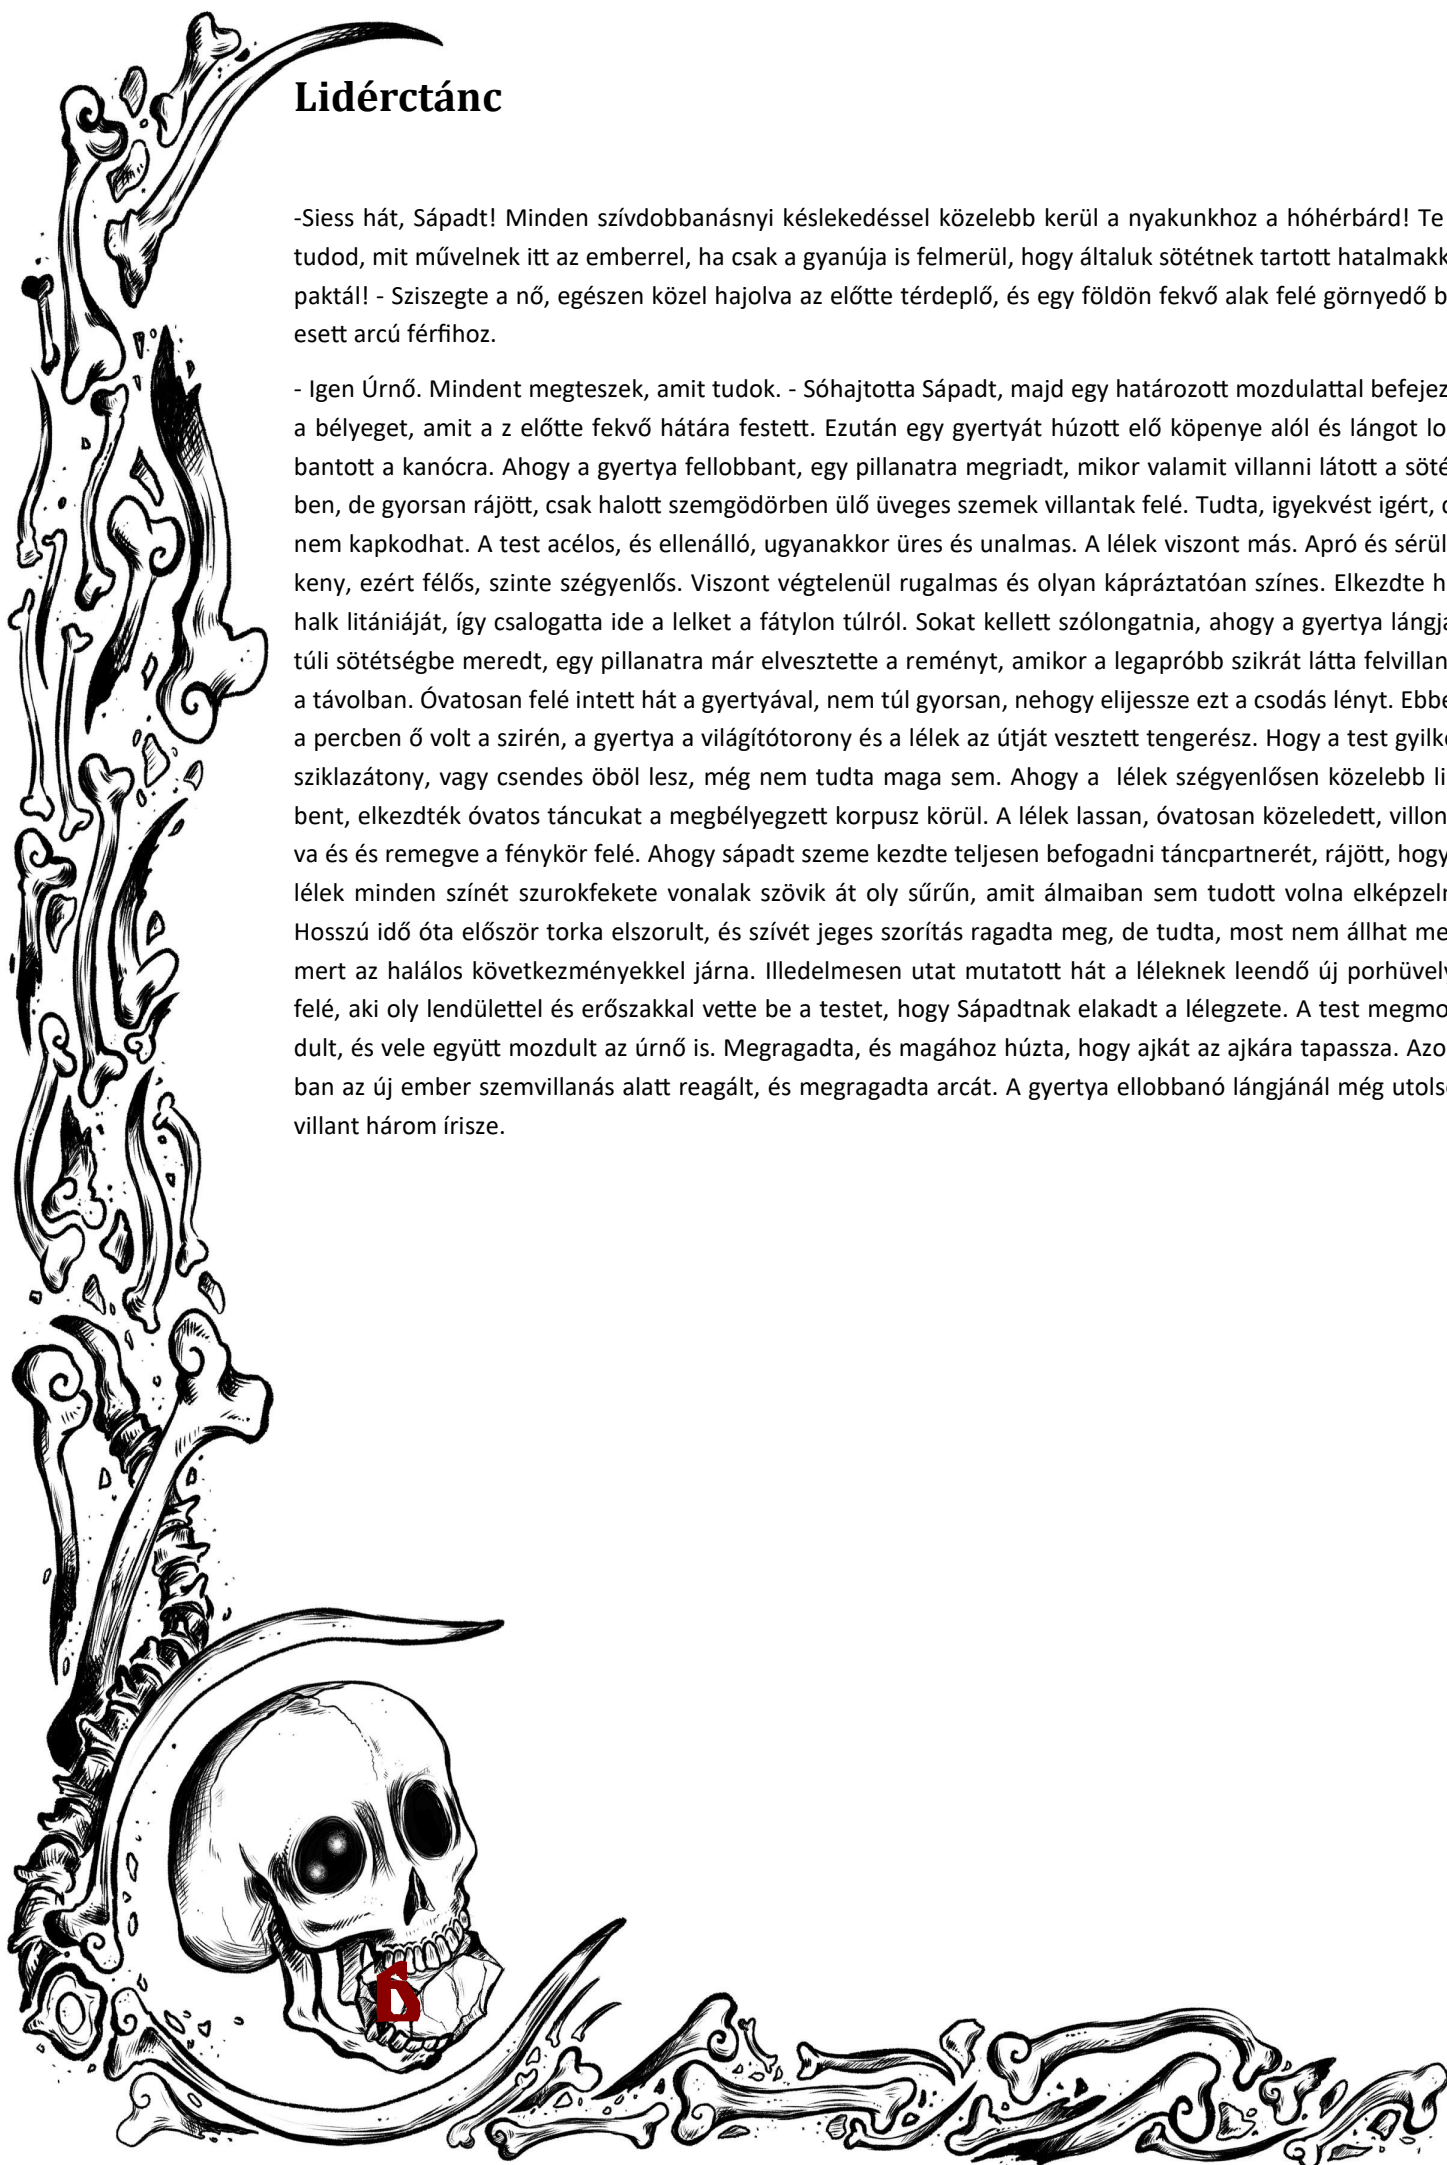 Lidérctánc
-Siess hát, Sápadt! Minden szívdobbanásnyi késlekedéssel közelebb kerül a nyakunkhoz a hóhérbárd! Te
tudod, mit művelnek itt az emberrel, ha csak a gyanúja is felmerül, hogy általuk sötétnek tartott hatalmakk
paktál! - Sziszegte a nő, egészen közel hajolva az előtte térdeplő, és egy földön fekvő alak felé görnyedő b
esett arcú férfihoz.
- Igen Úrnő. Mindent megteszek, amit tudok. - Sóhajtotta Sápadt, majd egy határozott mozdulattal befejez
a bélyeget, amit a z előtte fekvő hátára festett. Ezután egy gyertyát húzott elő köpenye alól és lángot lo
bantott a kanócra. Ahogy a gyertya fellobbant, egy pillanatra megriadt, mikor valamit villanni látott a söté
ben, de gyorsan rájött, csak halott szemgödörben ülő üveges szemek villantak felé. Tudta, igyekvést igért,
nem kapkodhat. A test acélos, és ellenálló, ugyanakkor üres és unalmas. A lélek viszont más. Apró és sérül
keny, ezért félős, szinte szégyenlős. Viszont végtelenül rugalmas és olyan kápráztatóan színes. Elkezdte h
halk litániáját, így csalogatta ide a lelket a fátylon túlról. Sokat kellett szólongatnia, ahogy a gyertya lángjá
túli sötétségbe meredt, egy pillanatra már elvesztette a reményt, amikor a legapróbb szikrát látta felvillan
a távolban. Óvatosan felé intett hát a gyertyával, nem túl gyorsan, nehogy elijessze ezt a csodás lényt. Ebbe
a percben ő volt a szirén, a gyertya a világítótorony és a lélek az útját vesztett tengerész. Hogy a test gyilko
sziklazátony, vagy csendes öböl lesz, még nem tudta maga sem. Ahogy a  lélek szégyenlősen közelebb li
bent, elkezdték óvatos táncukat a megbélyegzett korpusz körül. A lélek lassan, óvatosan közeledett, villon
va és és remegve a fénykör felé. Ahogy sápadt szeme kezdte teljesen befogadni táncpartnerét, rájött, hogy
lélek minden színét szurokfekete vonalak szövik át oly sűrűn, amit álmaiban sem tudott volna elképzeln
Hosszú idő óta először torka elszorult, és szívét jeges szorítás ragadta meg, de tudta, most nem állhat me
mert az halálos következményekkel járna. Illedelmesen utat mutatott hát a léleknek leendő új porhüvely
felé, aki oly lendülettel és erőszakkal vette be a testet, hogy Sápadtnak elakadt a lélegzete. A test megmo
dult, és vele együtt mozdult az úrnő is. Megragadta, és magához húzta, hogy ajkát az ajkára tapassza. Azo
ban az új ember szemvillanás alatt reagált, és megragadta arcát. A gyertya ellobbanó lángjánál még utols
villant három írisze.